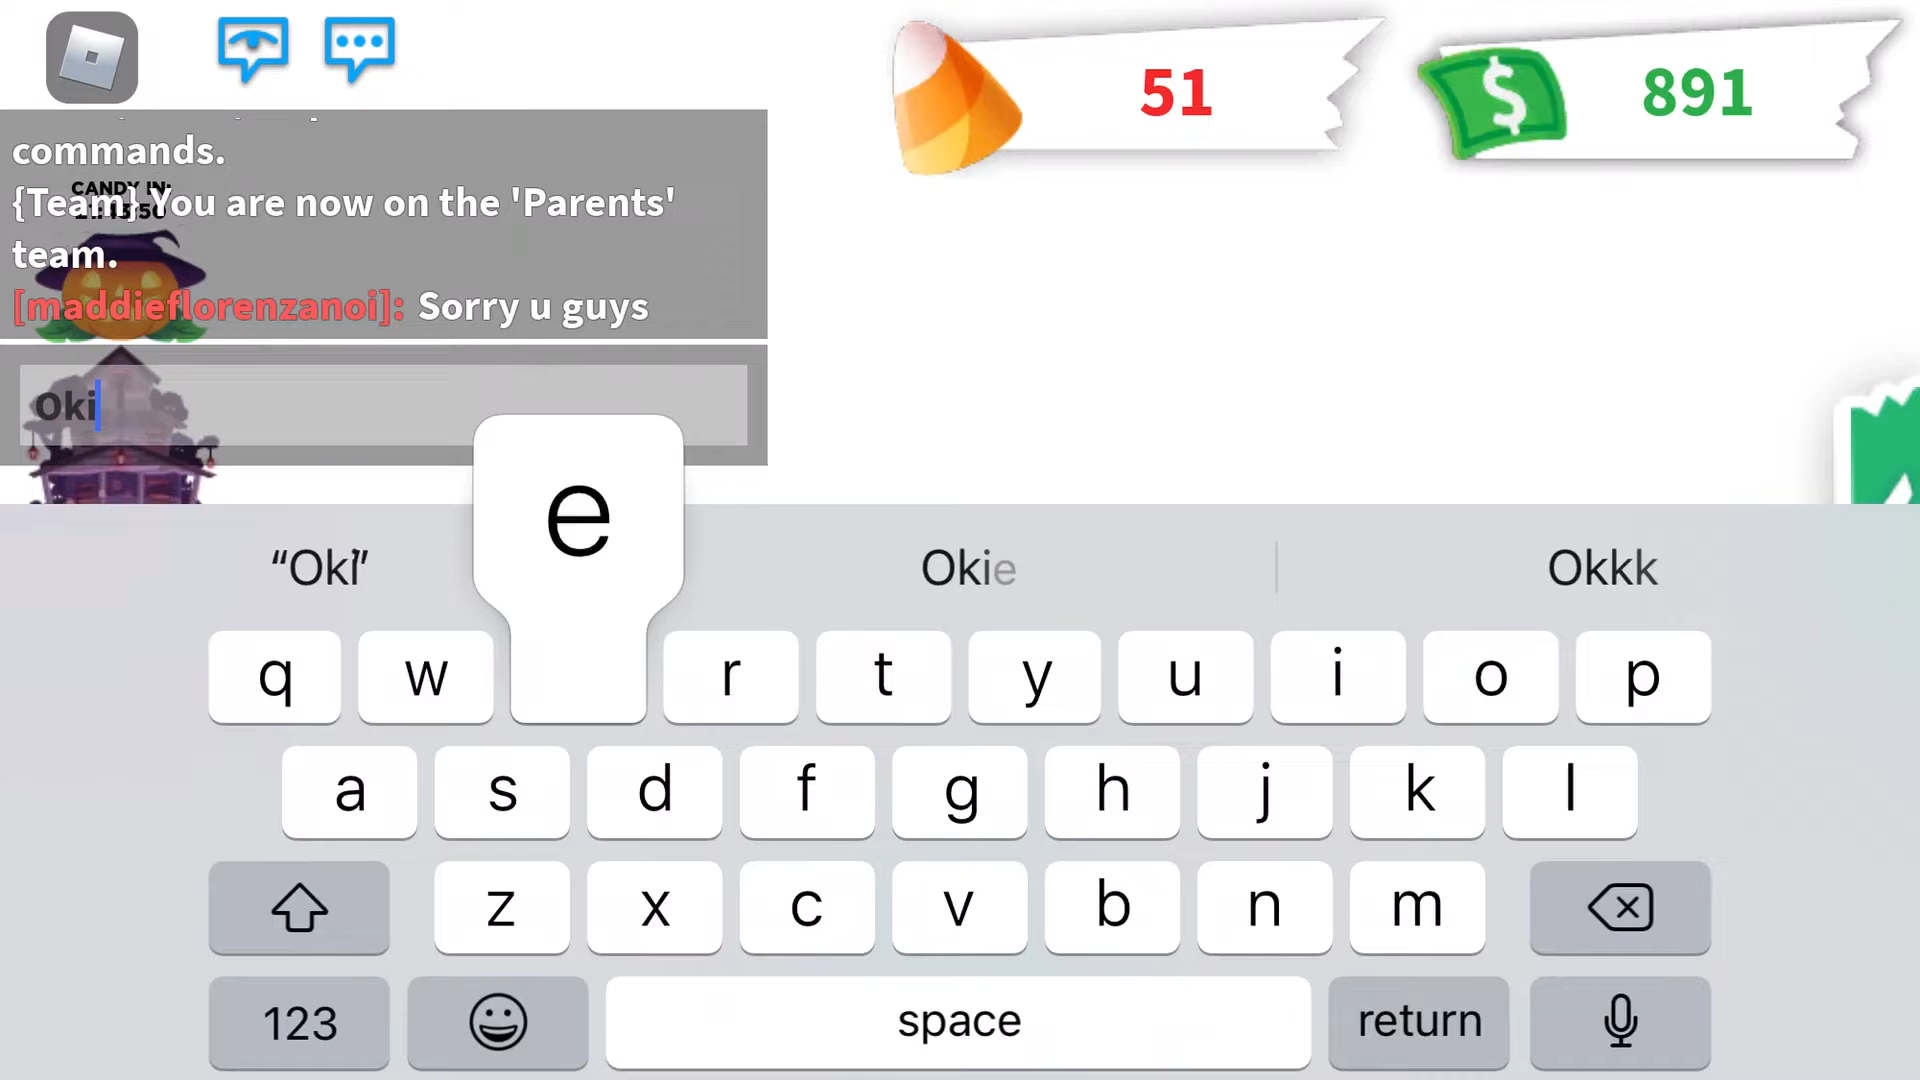 51
891
commands.
CANDY IN:
{Team} You are now on the 'Parents'
team.
[maddieflorenzanoi]: Sorry u guys
Oki
e
“Oki”
Okie
Okkk
q w r t y u i o p
a s d f g h j k l
z x c v b n m
123 space return